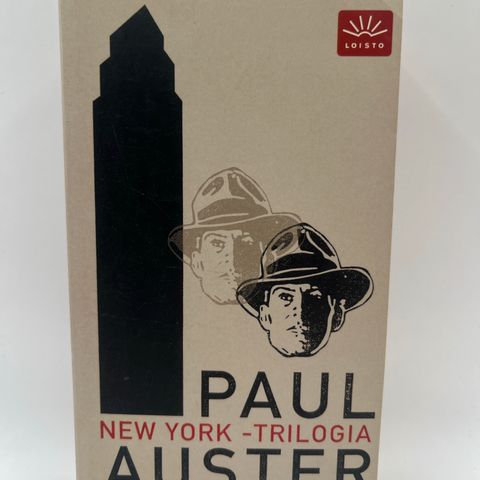 LOISTO
PAUL
NEW YORK -TRILOGIA
AUSTER